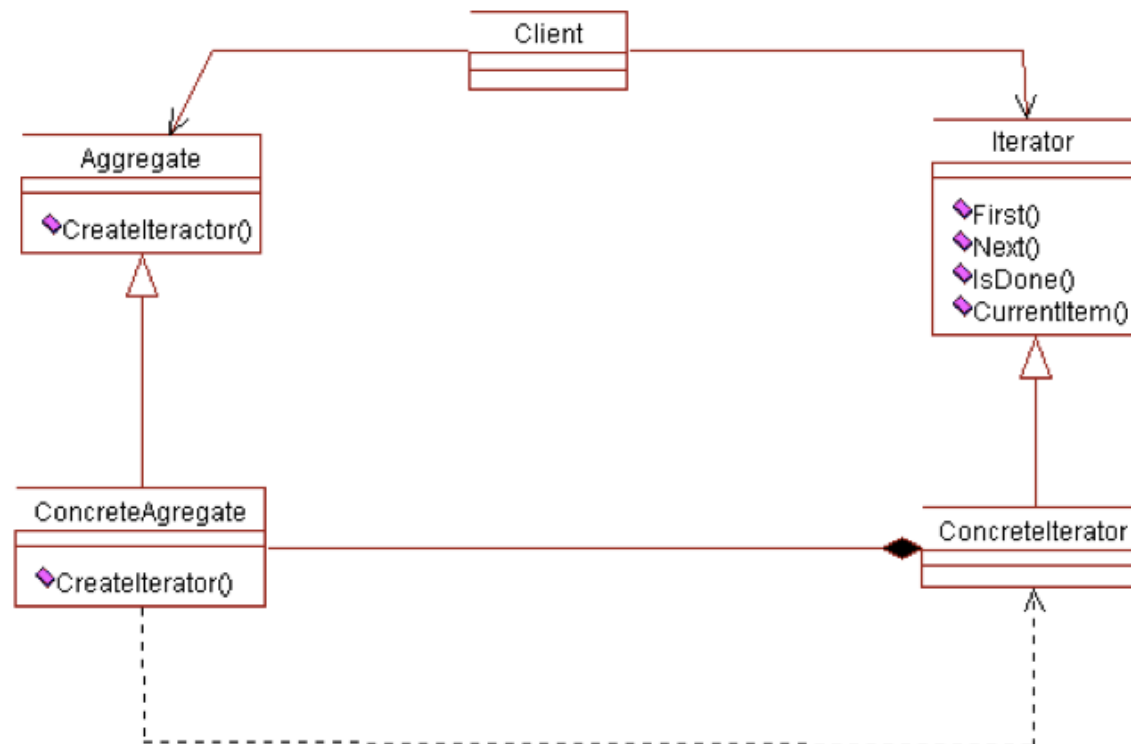 Client
Aggregate
CreateIteractor()
Iterator
First()
Next()
IsDone()
CurrentItem()
ConcreteAgregate
CreateIterator()
ConcreteIterator